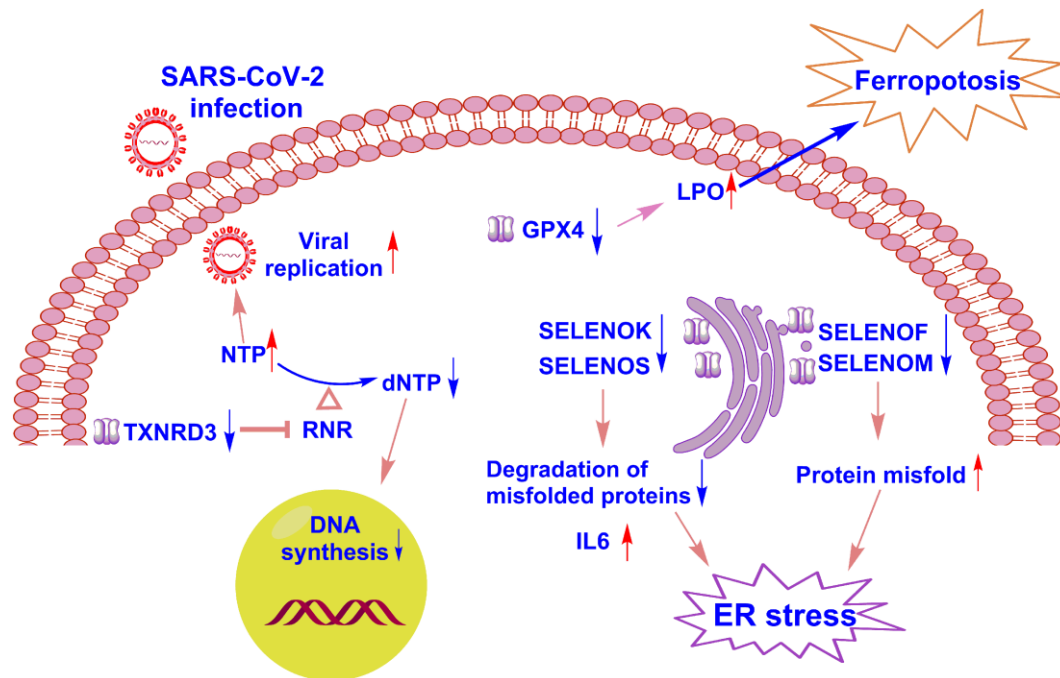 SARS-CoV-2
infection
Ferropotosis
LPO
GPX4
Viral
replication
NTP
dNTP
TXNRD3
RNR
DNA
synthesis
SELENOK
SELENOS
SELENOF
SELENOM
Degradation of
misfolded proteins
IL6
Protein misfold
ER stress